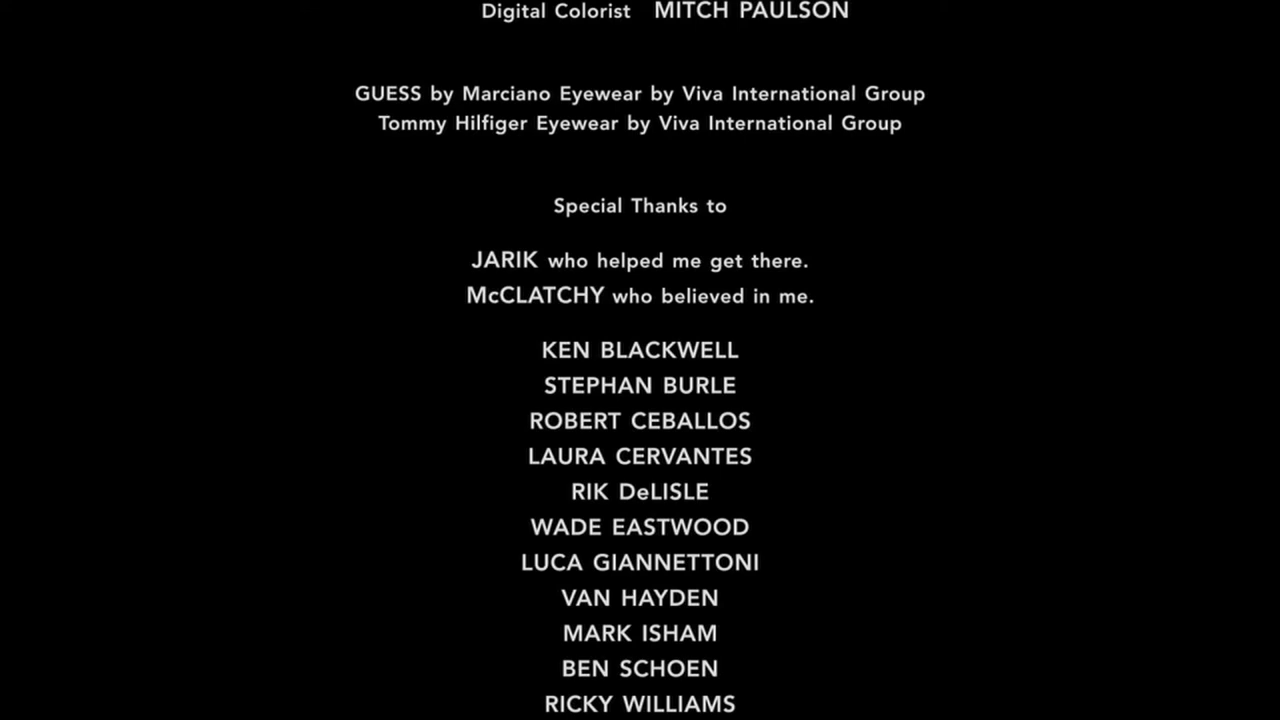 Digital Colorist MITCH PAULSON
GUESS by Marciano Eyewear by Viva International Group
Tommy Hilfiger Eyewear by Viva International Group
Special Thanks to
JARIK who helped me get there.
McCLATCHY who believed in me.
KEN BLACKWELL
STEPHAN BURLE
ROBERT CEBALLOS
LAURA CERVANTES
RIK DeLISLE
WADE EASTWOOD
LUCA GIANNETTONI
VAN HAYDEN
MARK ISHAM
BEN SCHOEN
RICKY WILLIAMS